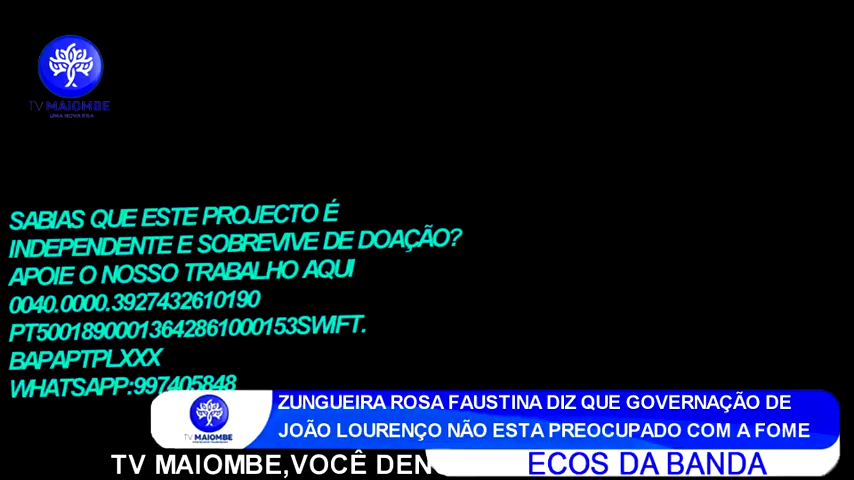 TV MAIOMBE
UMA NOVA ERA
SABIAS QUE ESTE PROJECTO É
INDEPENDENTE E SOBREVIVE DE DOAÇÃO?
APOIE O NOSSO TRABALHO AQUI
0040.0000.3927432610190
PT50018900013642861000153SWIFT.
BAPAPTPLXXX
WHATSAPP:997405848
ZUNGUEIRA ROSA FAUSTINA DIZ QUE GOVERNAÇÃO DE
JOÃO LOURENÇO NÃO ESTA PREOCUPADO COM A FOME
TV MAIOMBE
TV MAIOMBE,VOCÊ
ECOS DA BANDA